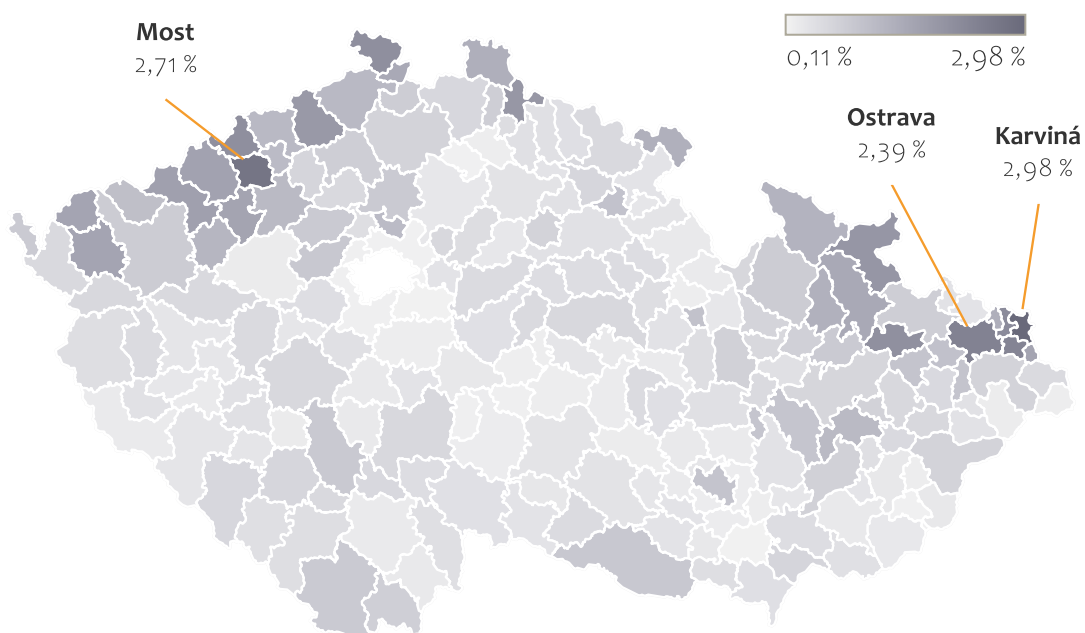 Most
2,71 %
0,11 %
2,98 %
Ostrava
2,39 %
Karviná
2,98 %